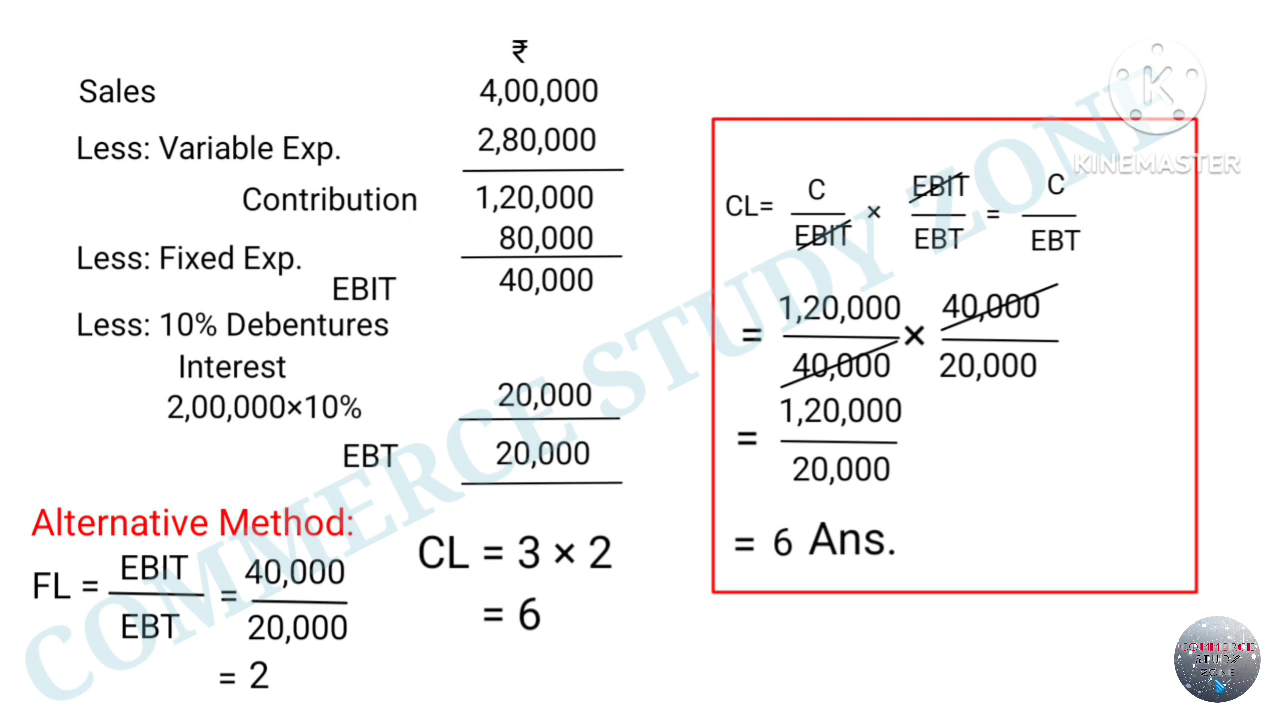 ₹
Sales 4,00,000
Less: Variable Exp. 2,80,000
Contribution 1,20,000
Less: Fixed Exp. 80,000
EBIT 40,000
Less: 10% Debentures
Interest
2,00,000×10% 20,000
EBT 20,000
Alternative Method:
FL = EBIT / EBT = 40,000 / 20,000
= 2
CL = 3 × 2
= 6
CL= C / EBIT × EBIT / EBT = C / EBT
= 1,20,000 / 40,000 × 40,000 / 20,000
= 1,20,000 / 20,000
= 6 Ans.
COMMERCE STUDY ZONE
K
KINEMASTER
COMMERCE
STUDY
ZONE